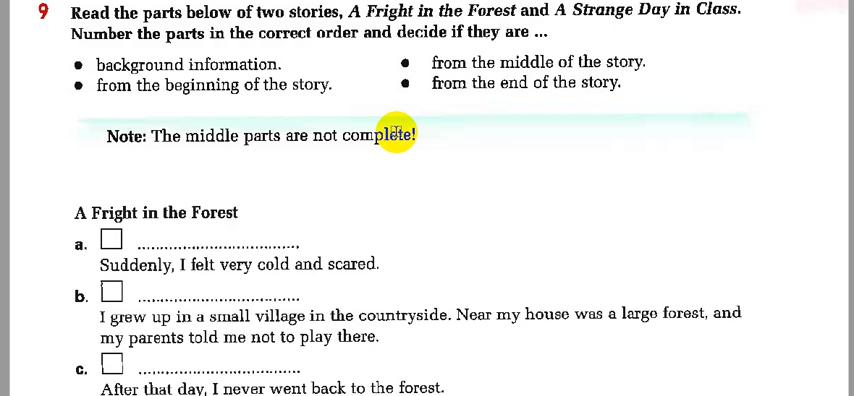 9 Read the parts below of two stories, A Fright in the Forest and A Strange Day in Class.
Number the parts in the correct order and decide if they are ...
• background information.
• from the beginning of the story.
• from the middle of the story.
• from the end of the story.
Note: The middle parts are not complete!
A Fright in the Forest
a. ..................................
Suddenly, I felt very cold and scared.
b. ..................................
I grew up in a small village in the countryside. Near my house was a large forest, and
my parents told me not to play there.
c. ..................................
After that day, I never went back to the forest.